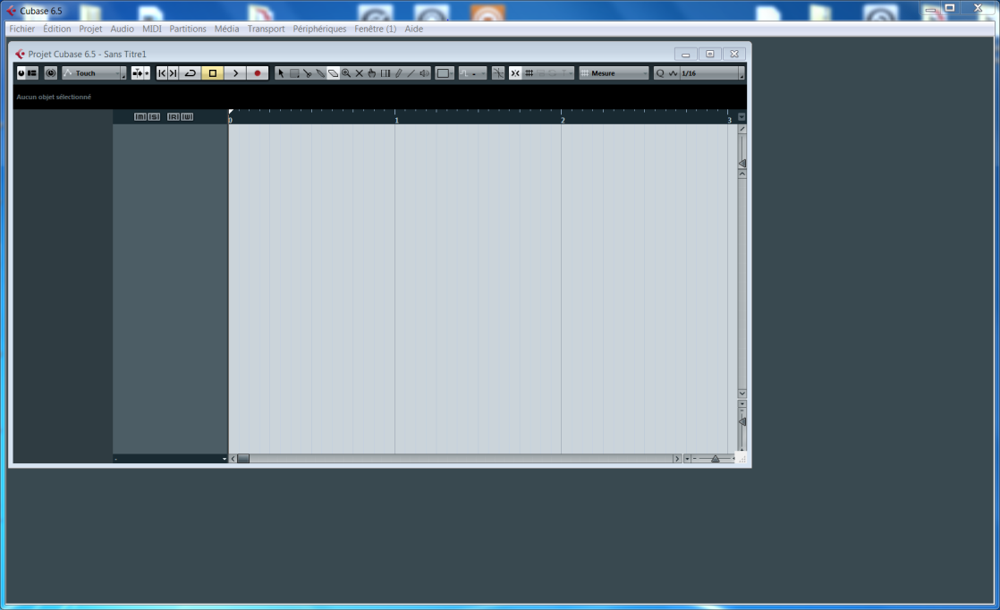 Cubase 6.5
Fichier Édition Projet Audio MIDI Partitions Média Transport Périphériques Fenêtre (1) Aide
Projet Cubase 6.5 - Sans Titre1
Touch
Mesure
Q
1/16
Aucun objet sélectionné
M S R W
0 1 2 3